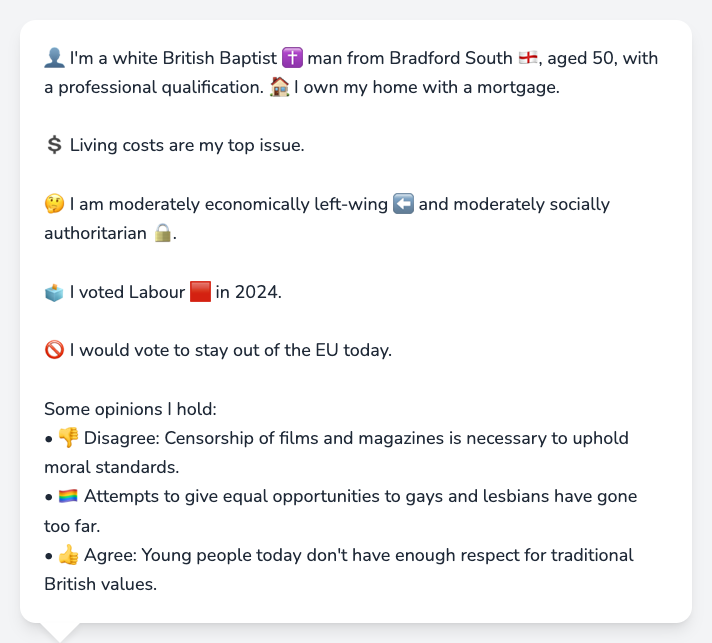 👤 I'm a white British Baptist ✝️ man from Bradford South 🏴󠁧󠁢󠁥󠁮󠁧󠁿, aged 50, with
a professional qualification. 🏠 I own my home with a mortgage.
💲 Living costs are my top issue.
🤔 I am moderately economically left-wing ⬅️ and moderately socially
authoritarian 🔒.
🗳️ I voted Labour 🟥 in 2024.
🚫 I would vote to stay out of the EU today.
Some opinions I hold:
• 👎 Disagree: Censorship of films and magazines is necessary to uphold
moral standards.
• 🏳️‍🌈 Attempts to give equal opportunities to gays and lesbians have gone
too far.
• 👍 Agree: Young people today don't have enough respect for traditional
British values.